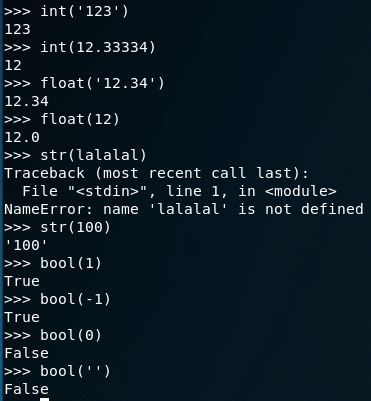 >>> int('123')
123
>>> int(12.33334)
12
>>> float('12.34')
12.34
>>> float(12)
12.0
>>> str(lalalal)
Traceback (most recent call last):
  File "<stdin>", line 1, in <module>
NameError: name 'lalalal' is not defined
>>> str(100)
'100'
>>> bool(1)
True
>>> bool(-1)
True
>>> bool(0)
False
>>> bool('')
False